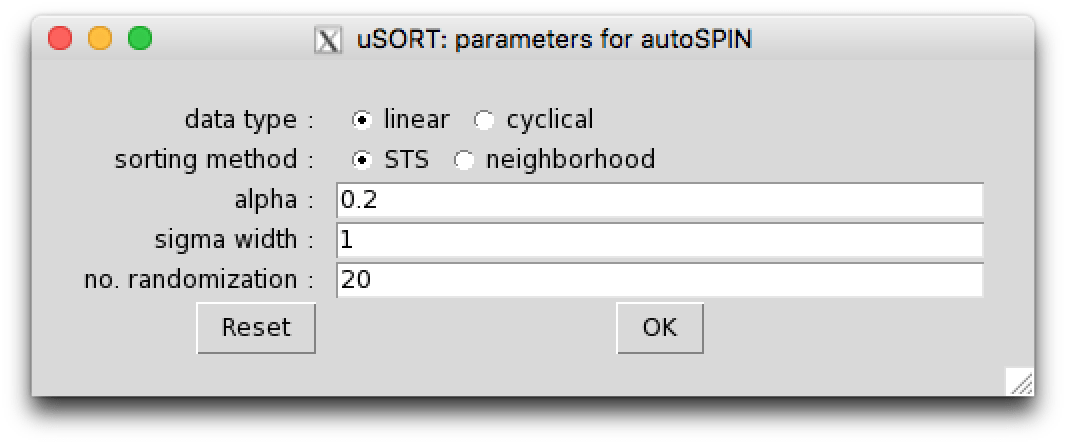 uSORT: parameters for autoSPIN
data type : linear cyclical
sorting method : STS neighborhood
alpha : 0.2
sigma width : 1
no. randomization : 20
Reset OK